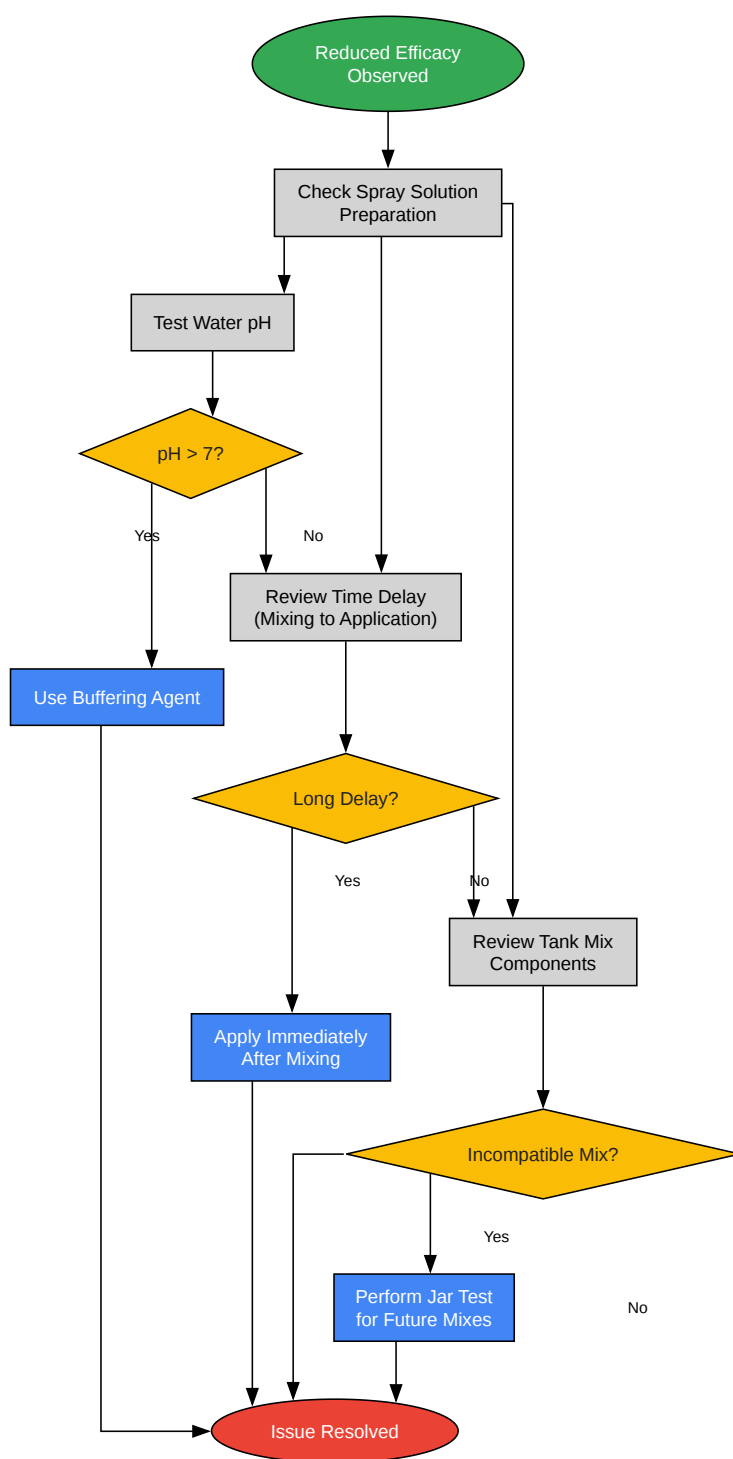 Reduced Efficacy
Observed
Check Spray Solution
Preparation
Test Water pH
pH > 7?
Yes
No
Review Time Delay
(Mixing to Application)
Use Buffering Agent
Long Delay?
Yes
No
Review Tank Mix
Components
Apply Immediately
After Mixing
Incompatible Mix?
Yes
Perform Jar Test
for Future Mixes
No
Issue Resolved